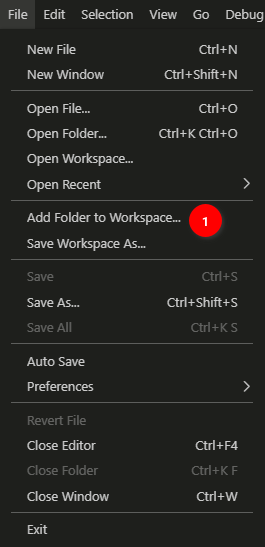 File Edit Selection View Go Debug
New File Ctrl+N
New Window Ctrl+Shift+N
Open File... Ctrl+O
Open Folder... Ctrl+K Ctrl+O
Open Workspace...
Open Recent
Add Folder to Workspace... 1
Save Workspace As...
Save Ctrl+S
Save As... Ctrl+Shift+S
Save All Ctrl+K S
Auto Save
Preferences
Revert File
Close Editor Ctrl+F4
Close Folder Ctrl+K F
Close Window Ctrl+W
Exit